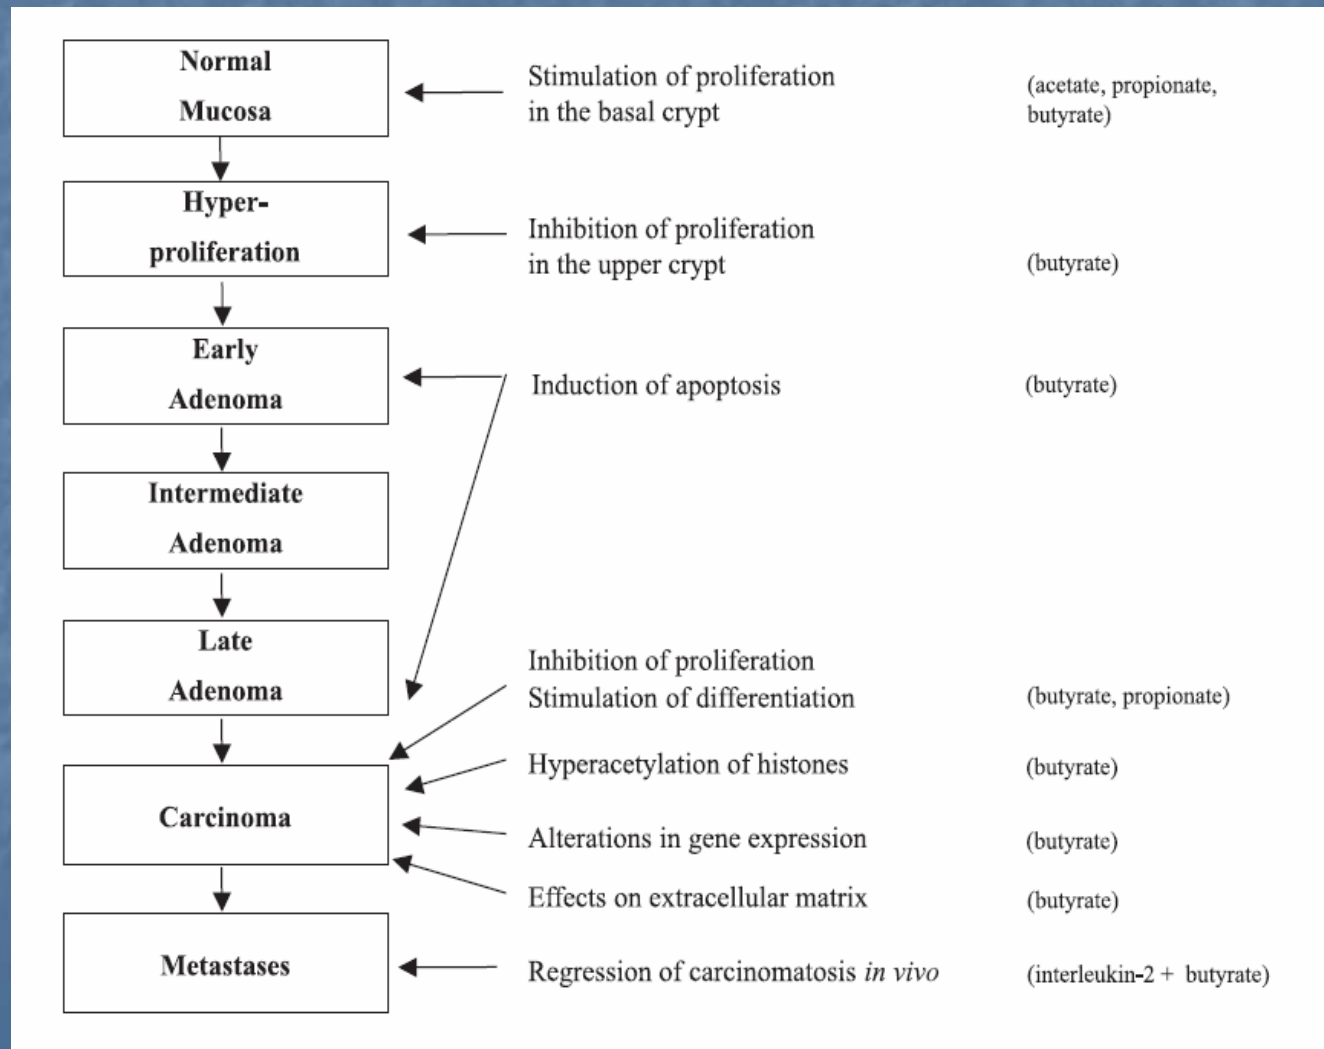 Normal
Mucosa
Stimulation of proliferation
in the basal crypt
(acetate, propionate,
butyrate)
Hyper-
proliferation
Inhibition of proliferation
in the upper crypt
(butyrate)
Early
Adenoma
Induction of apoptosis
(butyrate)
Intermediate
Adenoma
Late
Adenoma
Inhibition of proliferation
Stimulation of differentiation
(butyrate, propionate)
Carcinoma
Hyperacetylation of histones
(butyrate)
Alterations in gene expression
(butyrate)
Effects on extracellular matrix
(butyrate)
Metastases
Regression of carcinomatosis in vivo
(interleukin-2 + butyrate)